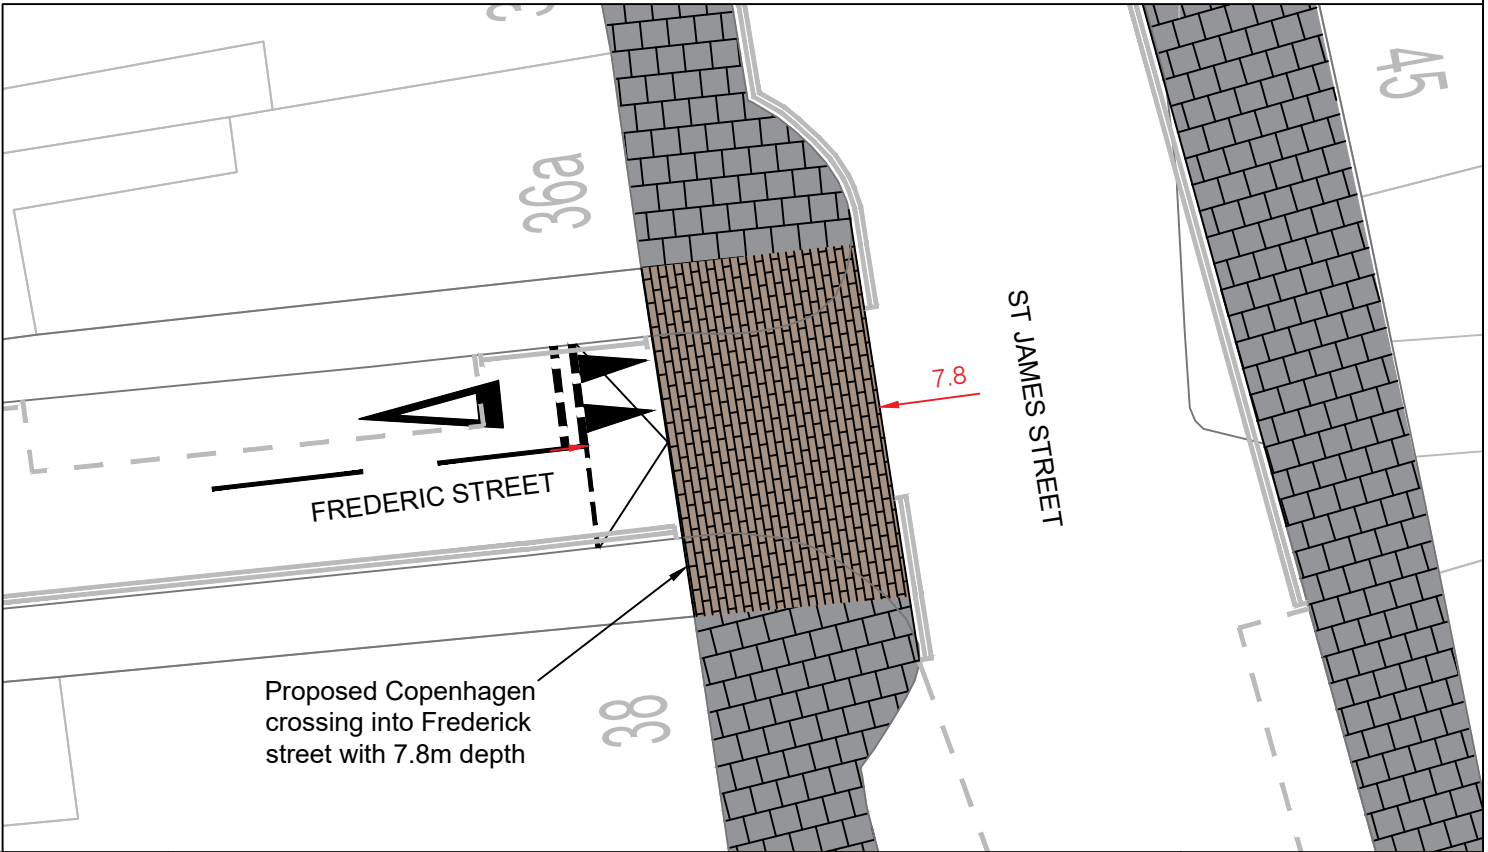 36a
45
7.8
ST JAMES STREET
FREDERIC STREET
Proposed Copenhagen
crossing into Frederick
street with 7.8m depth
38